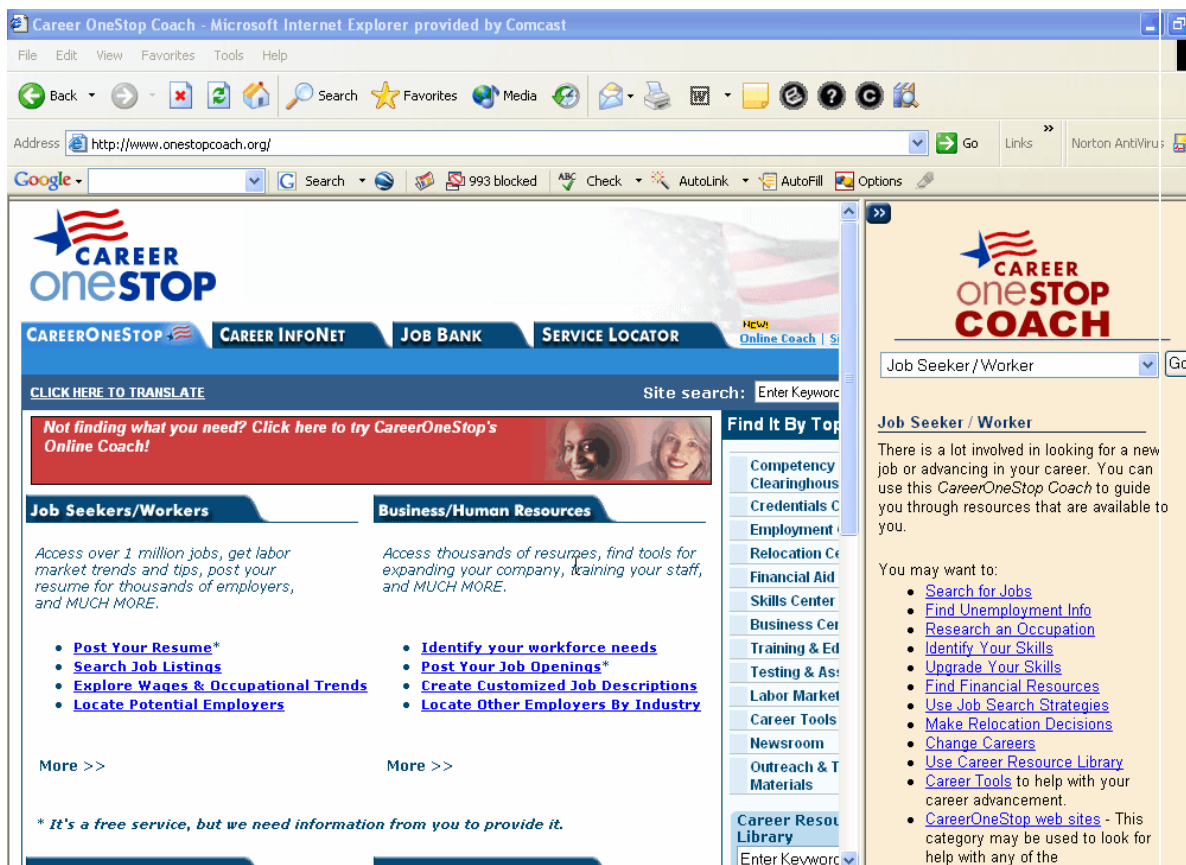 Career OneStop Coach - Microsoft Internet Explorer provided by Comcast
File Edit View Favorites Tools Help
Back Search Favorites Media
Address http://www.onestopcoach.org/ Go Links » Norton AntiVirus
Google Search 993 blocked ABC Check AutoLink AutoFill Options
CAREER
oneSTOP
CAREERONESTOP CAREER INFONET JOB BANK SERVICE LOCATOR
NEW!
Online Coach |
CLICK HERE TO TRANSLATE Site search:
Not finding what you need? Click here to try CareerOneStop's
Online Coach!
Job Seekers/Workers
Access over 1 million jobs, get labor
market trends and tips, post your
resume for thousands of employers,
and MUCH MORE.
• Post Your Resume*
• Search Job Listings
• Explore Wages & Occupational Trends
• Locate Potential Employers
More >>
Business/Human Resources
Access thousands of resumes, find tools for
expanding your company, training your staff,
and MUCH MORE.
• Identify your workforce needs
• Post Your Job Openings*
• Create Customized Job Descriptions
• Locate Other Employers By Industry
More >>
* It's a free service, but we need information from you to provide it.
Find It By Top
Competency
Clearinghous
Credentials C
Employment
Relocation Ce
Financial Aid
Skills Center
Business Cen
Training & Ed
Testing & Ass
Labor Market
Career Tools
Newsroom
Outreach & T
Materials
Career Resou
Library
Enter Keyword
»
CAREER
oneSTOP
COACH
Job Seeker / Worker Go
Job Seeker / Worker
There is a lot involved in looking for a new
job or advancing in your career. You can
use this CareerOneStop Coach to guide
you through resources that are available to
you.
You may want to:
• Search for Jobs
• Find Unemployment Info
• Research an Occupation
• Identify Your Skills
• Upgrade Your Skills
• Find Financial Resources
• Use Job Search Strategies
• Make Relocation Decisions
• Change Careers
• Use Career Resource Library
• Career Tools to help with your
career advancement.
• CareerOneStop web sites - This
category may be used to look for
help with any of the